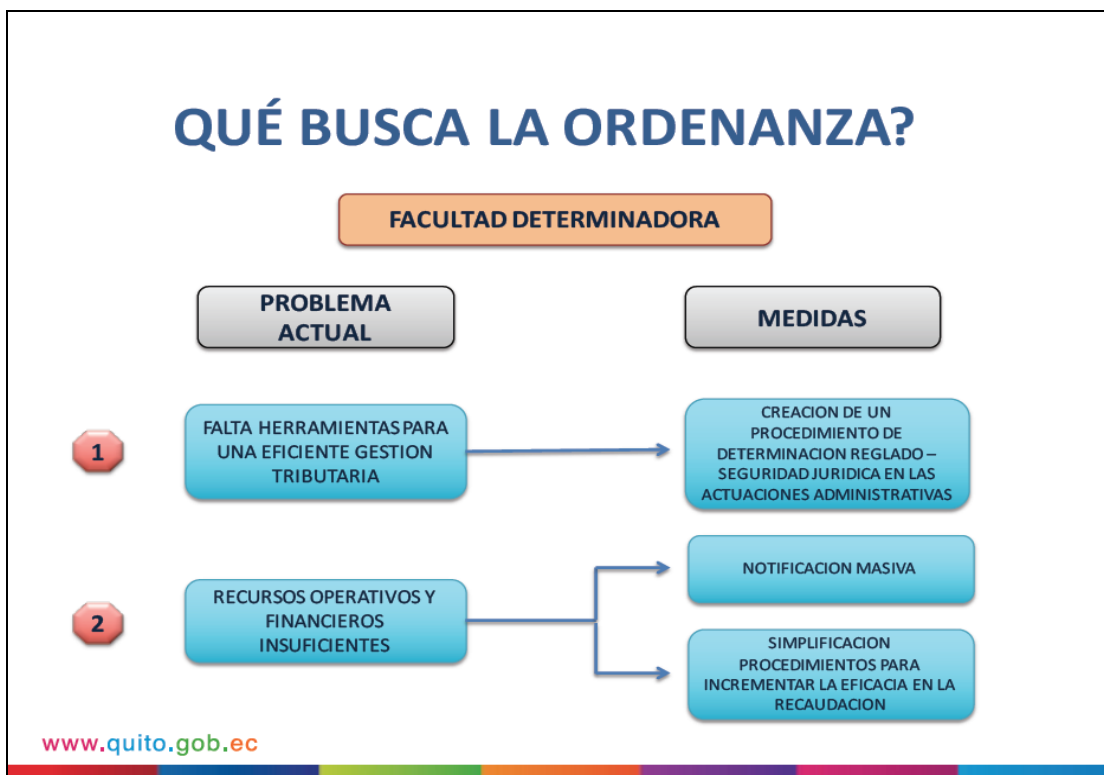 QUÉ BUSCA LA ORDENANZA?
FACULTAD DETERMINADORA
PROBLEMA
ACTUAL
MEDIDAS
1
FALTA HERRAMIENTAS PARA
UNA EFICIENTE GESTION
TRIBUTARIA
CREACION DE UN
PROCEDIMIENTO DE
DETERMINACION REGLADO –
SEGURIDAD JURIDICA EN LAS
ACTUACIONES ADMINISTRATIVAS
2
RECURSOS OPERATIVOS Y
FINANCIEROS
INSUFICIENTES
NOTIFICACION MASIVA
SIMPLIFICACION
PROCEDIMIENTOS PARA
INCREMENTAR LA EFICACIA EN LA
RECAUDACION
www.quito.gob.ec